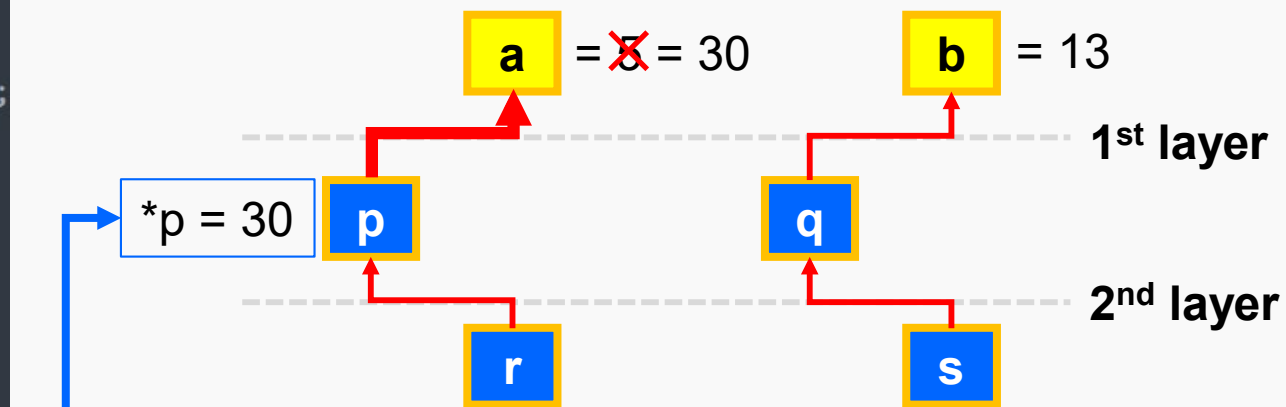 a = 5 = 30
b = 13
;
1st layer
*p = 30
p
q
2nd layer
r
s